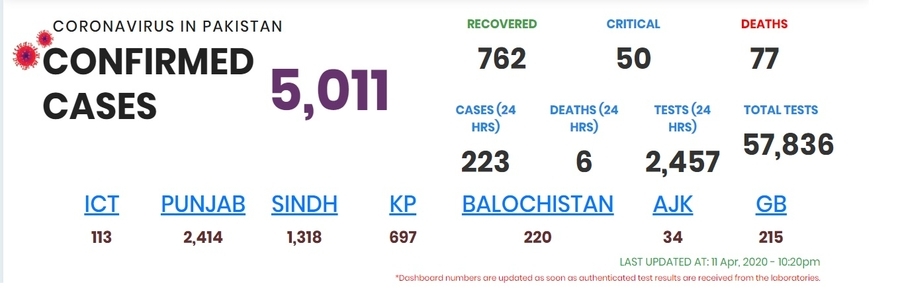 CORONAVIRUS IN PAKISTAN
CONFIRMED
CASES
5,011
RECOVERED CRITICAL DEATHS
762 50 77
CASES (24 DEATHS (24 TESTS (24 TOTAL TESTS
HRS) HRS) HRS)
223 6 2,457 57,836
ICT PUNJAB SINDH KP BALOCHISTAN AJK GB
113 2,414 1,318 697 220 34 215
LAST UPDATED AT: 11 Apr, 2020 - 10:20pm
*Dashboard numbers are updated as soon as authenticated test results are received from the laboratories.